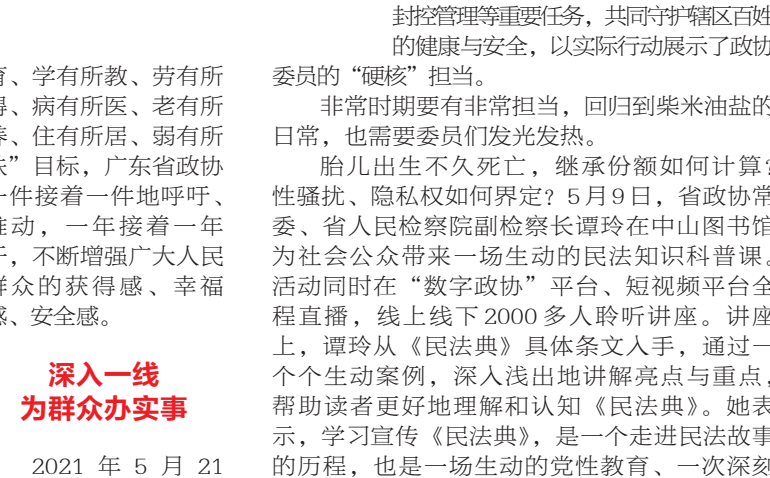 封控管理等重要任务，共同守护辖区百姓
的健康与安全，以实际行动展示了政协
委员的“硬核”担当。
非常时期要有非常担当，回归到柴米油盐的
日常，也需要委员们发光发热。
胎儿出生不久死亡，继承份额如何计算？
性骚扰、隐私权如何界定？5月9日，省政协常
委、省人民检察院副检察长谭玲在中山图书馆
为社会公众带来一场生动的民法知识科普课。
活动同时在“数字政协”平台、短视频平台全
程直播，线上线下2000多人聆听讲座。讲座
上，谭玲从《民法典》具体条文入手，通过一
个个生动案例，深入浅出地讲解亮点与重点，
帮助读者更好地理解和认知《民法典》。她表
示，学习宣传《民法典》，是一个走进民法故事
的历程，也是一场生动的党性教育、一次深刻
育、学有所教、劳有所
得、病有所医、老有所
养、住有所居、弱有所
扶”目标，广东省政协
一件接着一件地呼吁、
推动，一年接着一年
干，不断增强广大人民
群众的获得感、幸福
感、安全感。
深入一线
为群众办实事
2021 年 5 月 21